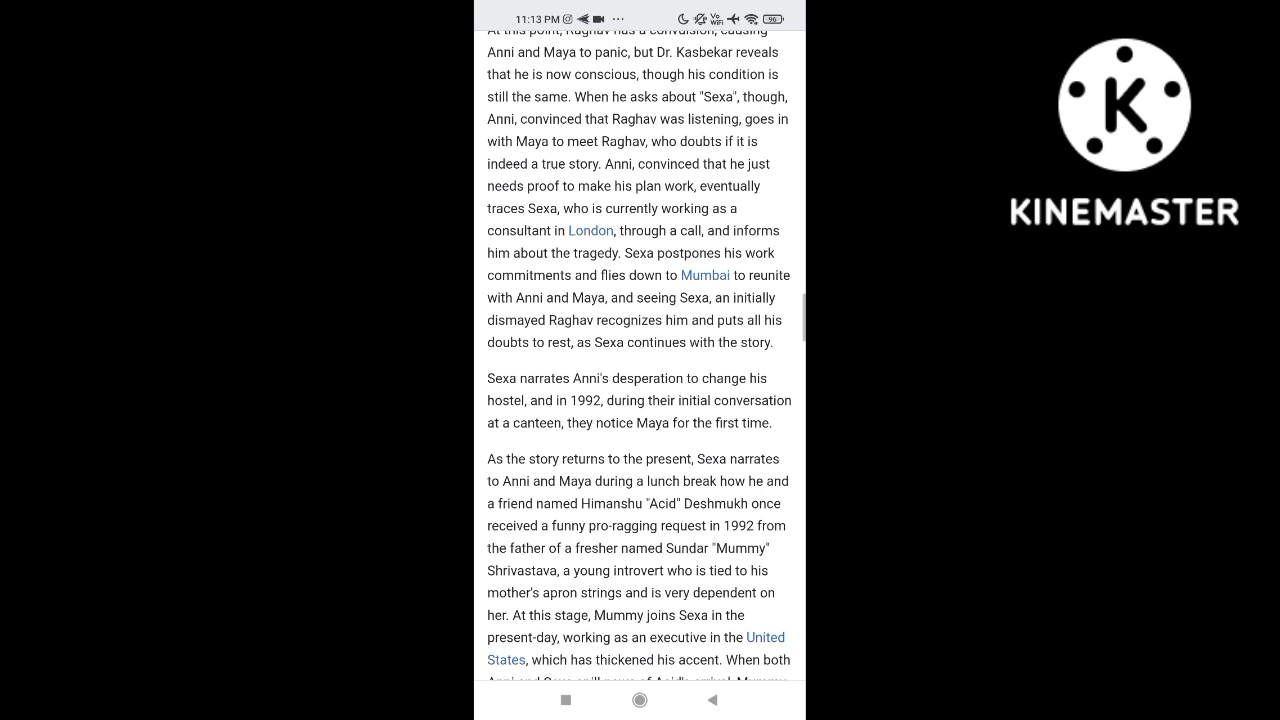 11:13 PM
Vo
WiFi
96
At this point, Raghav has a convulsion, causing
Anni and Maya to panic, but Dr. Kasbekar reveals
that he is now conscious, though his condition is
still the same. When he asks about "Sexa", though,
Anni, convinced that Raghav was listening, goes in
with Maya to meet Raghav, who doubts if it is
indeed a true story. Anni, convinced that he just
needs proof to make his plan work, eventually
traces Sexa, who is currently working as a
consultant in London, through a call, and informs
him about the tragedy. Sexa postpones his work
commitments and flies down to Mumbai to reunite
with Anni and Maya, and seeing Sexa, an initially
dismayed Raghav recognizes him and puts all his
doubts to rest, as Sexa continues with the story.
Sexa narrates Anni's desperation to change his
hostel, and in 1992, during their initial conversation
at a canteen, they notice Maya for the first time.
As the story returns to the present, Sexa narrates
to Anni and Maya during a lunch break how he and
a friend named Himanshu "Acid" Deshmukh once
received a funny pro-ragging request in 1992 from
the father of a fresher named Sundar "Mummy"
Shrivastava, a young introvert who is tied to his
mother's apron strings and is very dependent on
her. At this stage, Mummy joins Sexa in the
present-day, working as an executive in the United
States, which has thickened his accent. When both
K
KINEMASTER